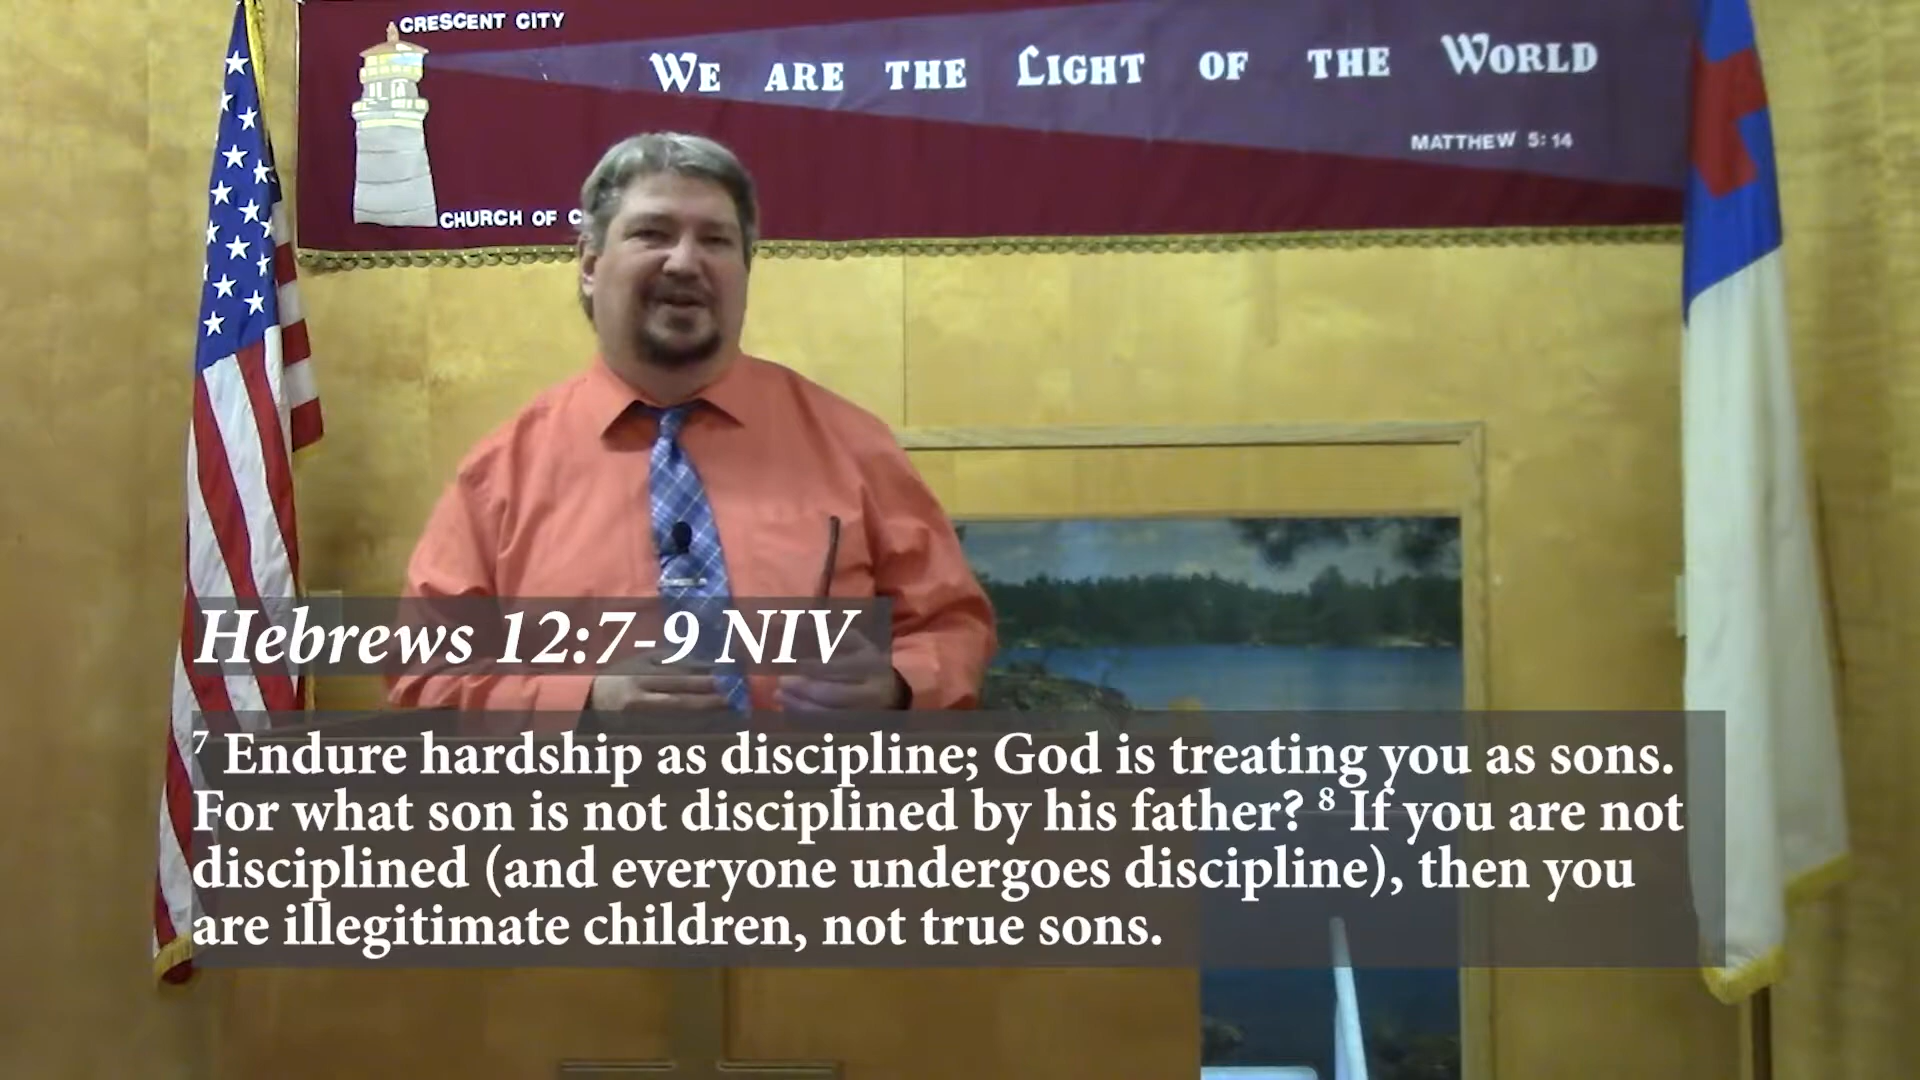 CRESCENT CITY
WE ARE THE LIGHT OF THE WORLD
MATTHEW 5:14
CHURCH OF C
Hebrews 12:7-9 NIV
7 Endure hardship as discipline; God is treating you as sons.
For what son is not disciplined by his father? 8 If you are not
disciplined (and everyone undergoes discipline), then you
are illegitimate children, not true sons.